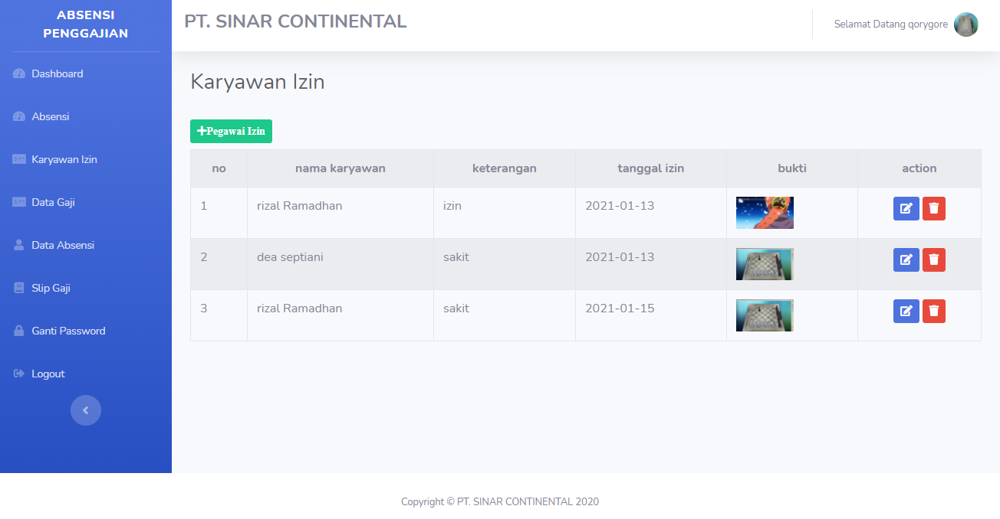 ABSENSI
PENGGAJIAN
PT. SINAR CONTINENTAL
Selamat Datang qorygore
Dashboard
Absensi
Karyawan Izin
Data Gaji
Data Absensi
Slip Gaji
Ganti Password
Logout
Karyawan Izin
+Pegawai Izin
no nama karyawan keterangan tanggal izin bukti action
1 rizal Ramadhan izin 2021-01-13
2 dea septiani sakit 2021-01-13
3 rizal Ramadhan sakit 2021-01-15
Copyright © PT. SINAR CONTINENTAL 2020